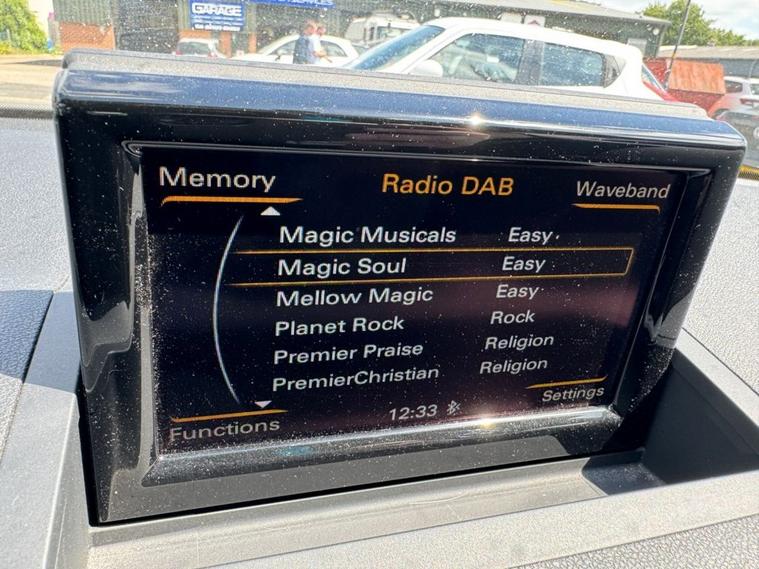 GARAGE
Memory Radio DAB Waveband
Magic Musicals Easy
Magic Soul Easy
Mellow Magic Easy
Planet Rock Rock
Premier Praise Religion
PremierChristian Religion
Functions 12:33 Settings